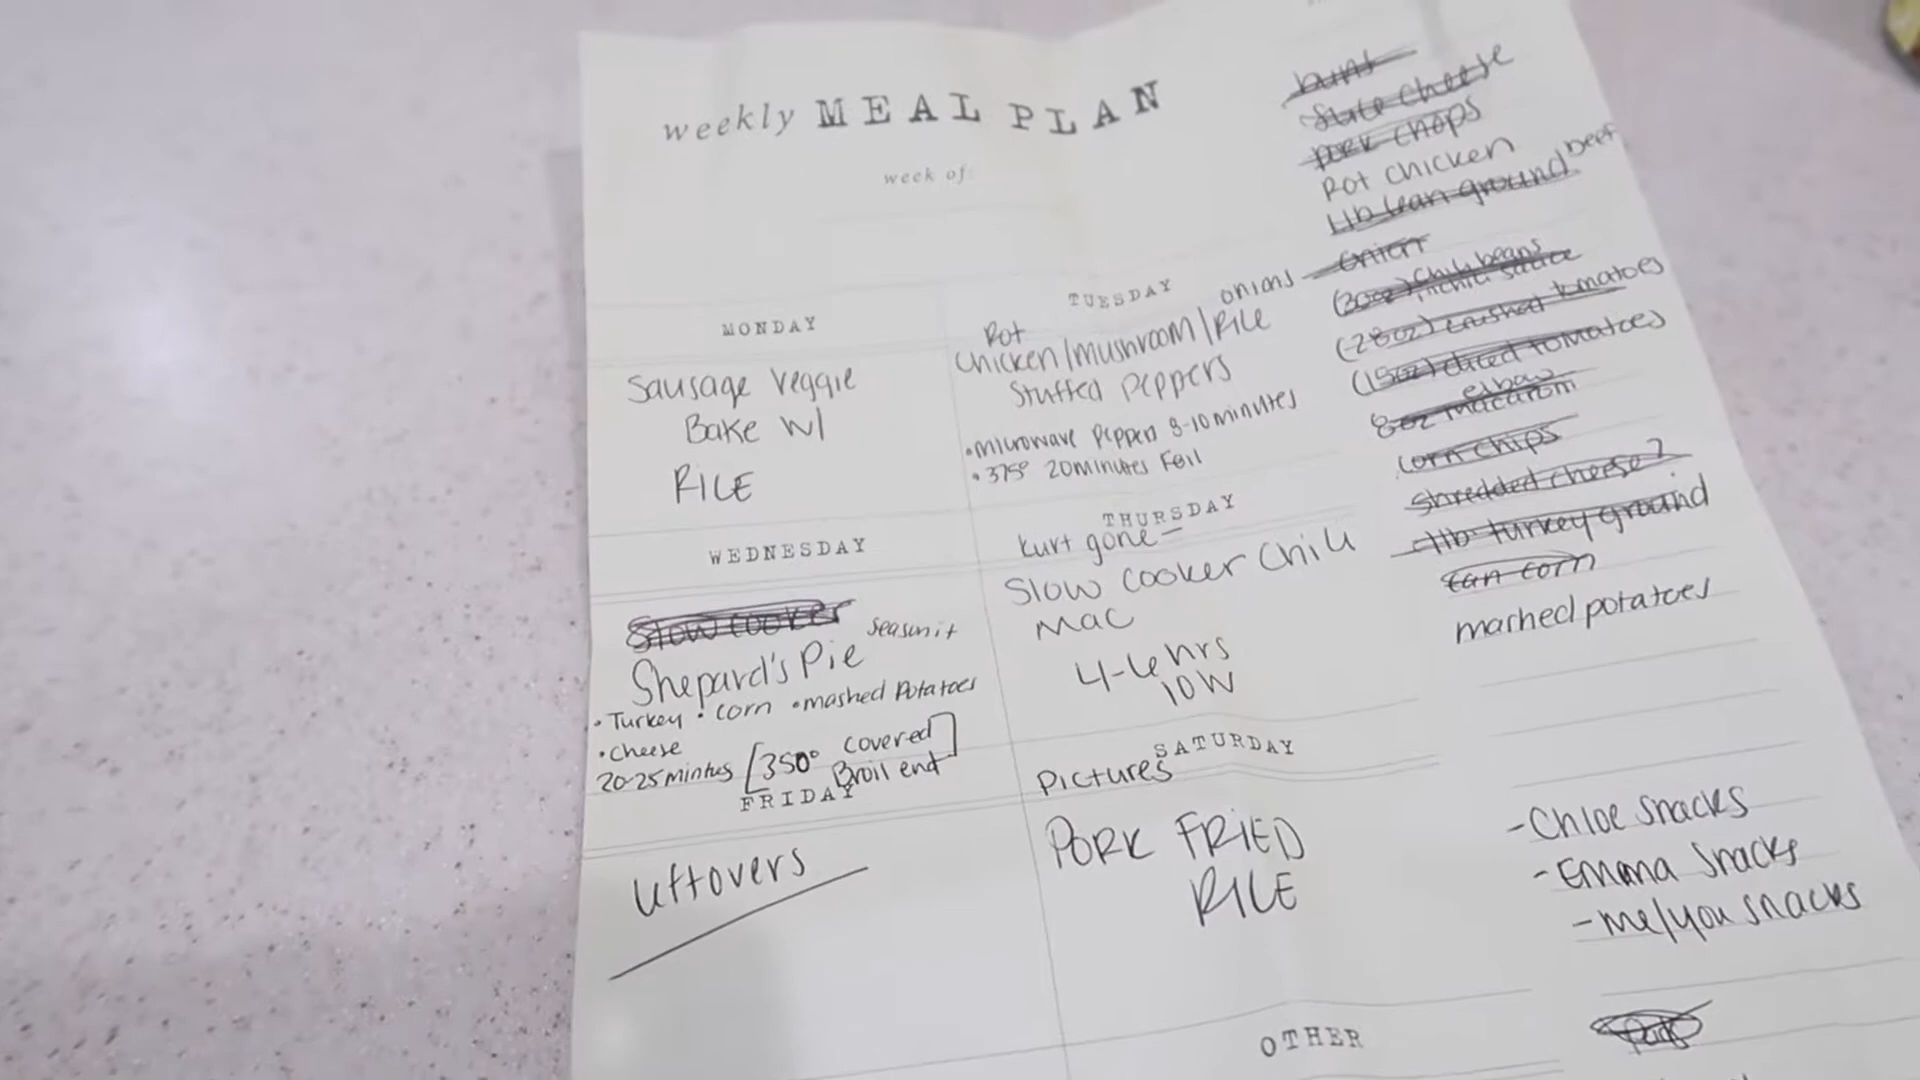 weekly MEAL PLAN
week of:
MONDAY
Sausage Veggie
Bake w/
RICE
TUESDAY
onions
Rot
Chicken/mushroom/Rice
Stuffed Peppers
•microwave Pepper 8-10 minutes
•375° 20 minutes Foil
WEDNESDAY
Slow cooker
Season it
Shepard's Pie
•Turkey •corn •mashed Potatoes
•cheese
20-25 mintus [350° covered]
Broil end
THURSDAY
Kurt gone-
Slow cooker Chili
Mac
4-6 hrs
low
FRIDAY
leftovers
SATURDAY
Pictures
PORK FRIED
RICE
OTHER
cheese
pork chops
Rot chicken
1lb lean ground beef
onion
(30oz) chili beans
(28oz) crushed tomatoes
(15oz) diced tomatoes
elbow
8oz macaroni
corn chips
shredded cheese?
1lb turkey ground
can corn
mashed potatoes
-Chloe snacks
-Emma snacks
-me/you snacks